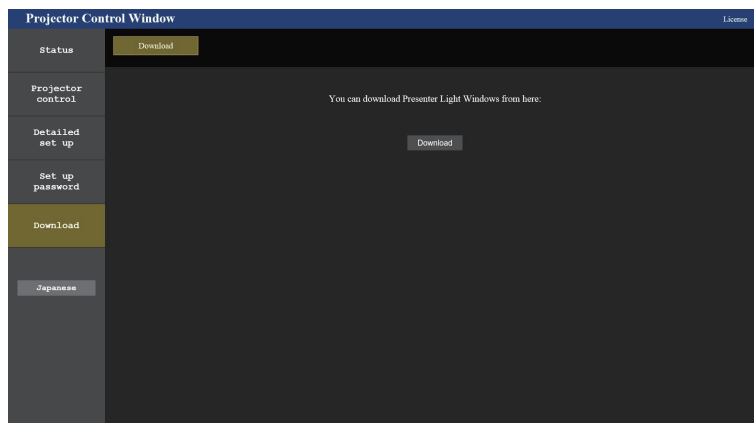 Projector Control Window
License
Status
Download
Projector
control
You can download Presenter Light Windows from here:
Detailed
set up
Download
Set up
password
Download
Japanese